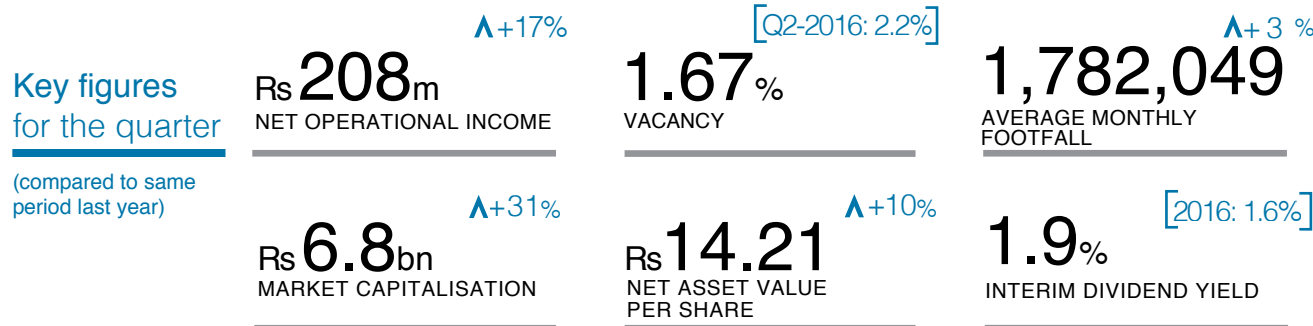 Key figures
for the quarter
(compared to same
period last year)
∧+17%
Rs 208m
NET OPERATIONAL INCOME
[Q2-2016: 2.2%]
1.67%
VACANCY
∧+ 3 %
1,782,049
AVERAGE MONTHLY
FOOTFALL
∧+31%
Rs 6.8bn
MARKET CAPITALISATION
∧+10%
Rs 14.21
NET ASSET VALUE
PER SHARE
[2016: 1.6%]
1.9%
INTERIM DIVIDEND YIELD